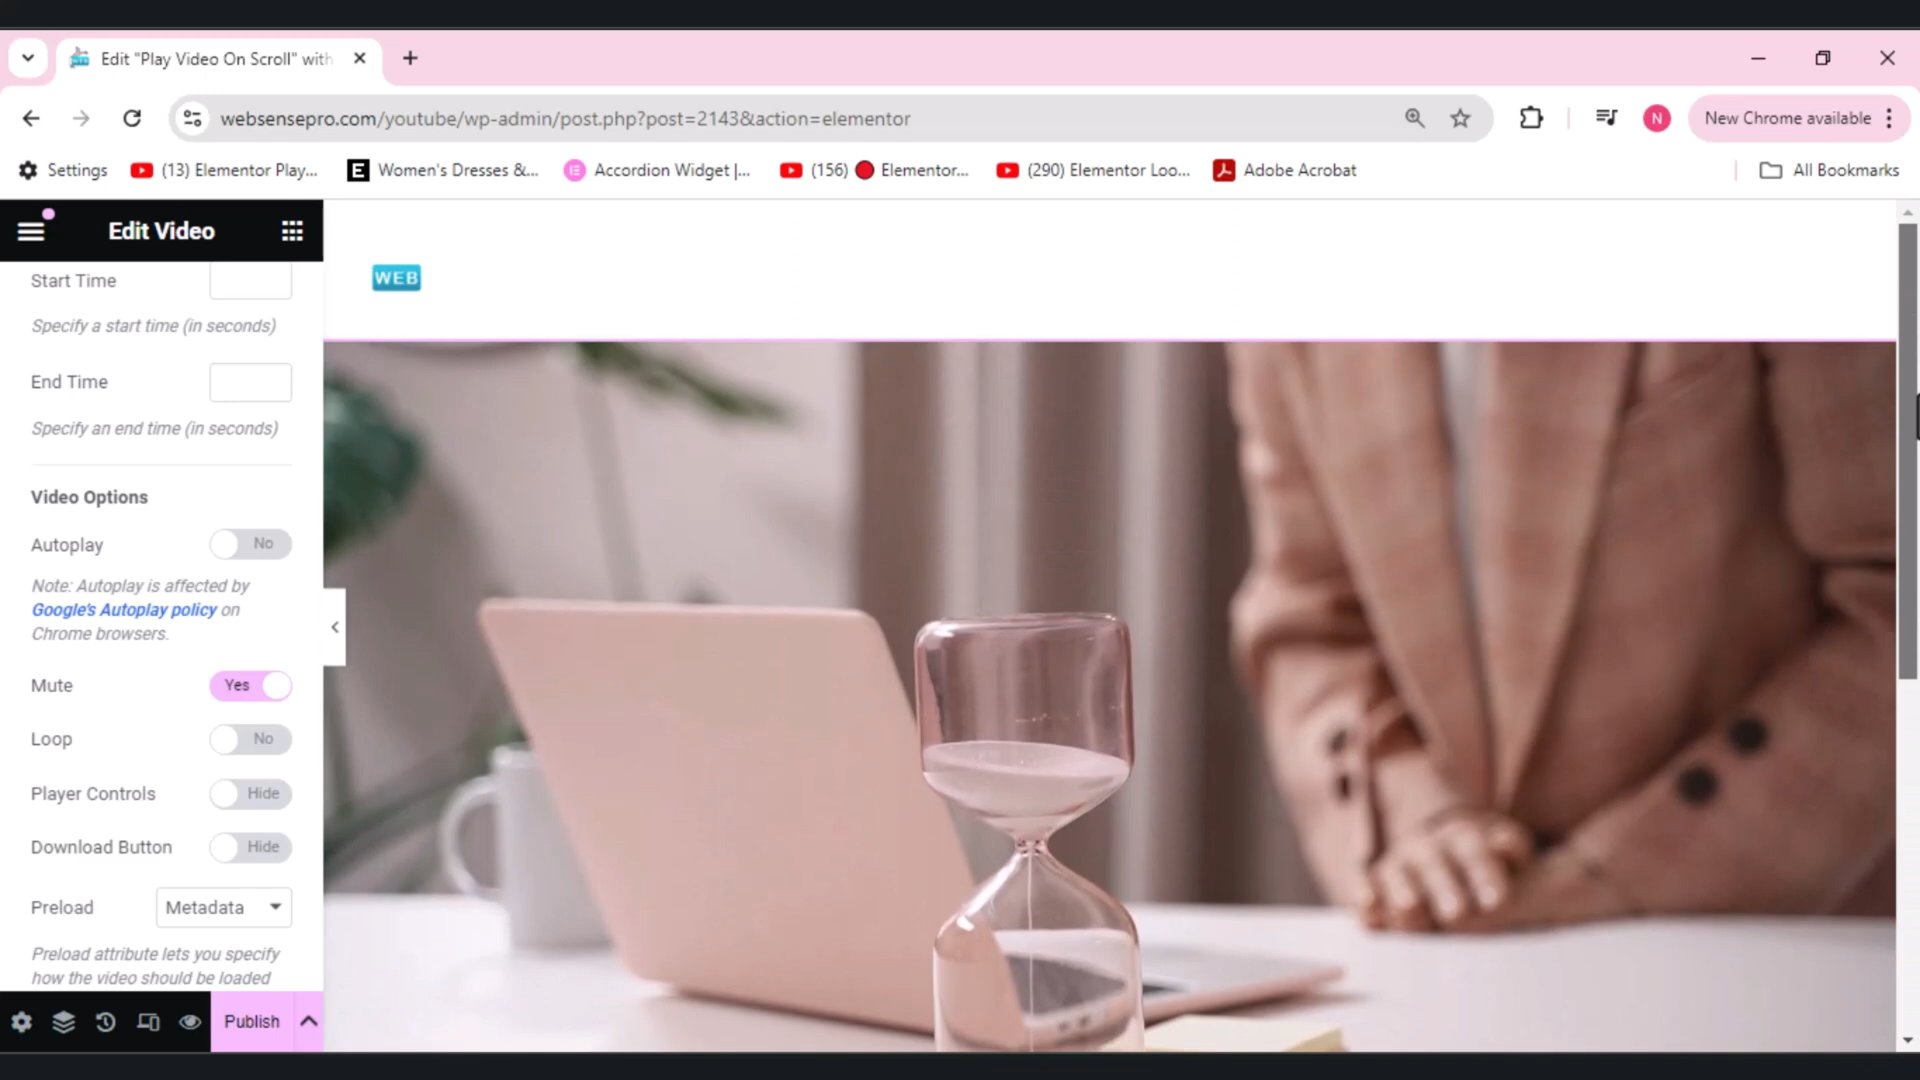 Edit "Play Video On Scroll" with
websensepro.com/youtube/wp-admin/post.php?post=2143&action=elementor
N
New Chrome available
Settings
(13) Elementor Play...
E
Women's Dresses &...
Accordion Widget |...
(156)
Elementor...
(290) Elementor Loo...
Adobe Acrobat
All Bookmarks
Edit Video
WEB
Start Time
Specify a start time (in seconds)
End Time
Specify an end time (in seconds)
Video Options
Autoplay
No
Note: Autoplay is affected by
Google's Autoplay policy on
Chrome browsers.
Mute
Yes
Loop
No
Player Controls
Hide
Download Button
Hide
Preload
Metadata
Preload attribute lets you specify
how the video should be loaded
Publish